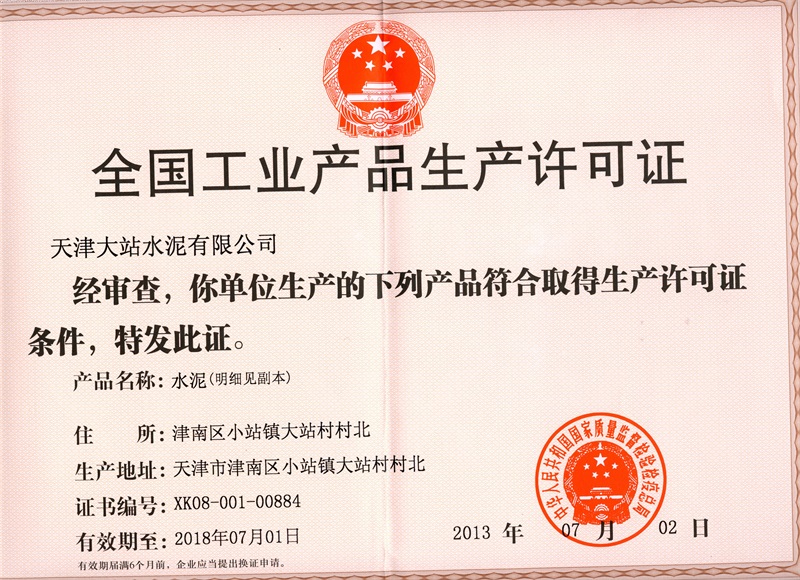 全国工业产品生产许可证
天津大站水泥有限公司
经审查，你单位生产的下列产品符合取得生产许可证
条件，特发此证。
产品名称：水泥(明细见副本)
住　　所：津南区小站镇大站村村北
生产地址：天津市津南区小站镇大站村村北
证书编号：XK08-001-00884
有效期至：2018年07月01日
中华人民共和国国家质量监督检验检疫总局
2013 年 07 月 02 日
有效期届满6个月前，企业应当提出换证申请。